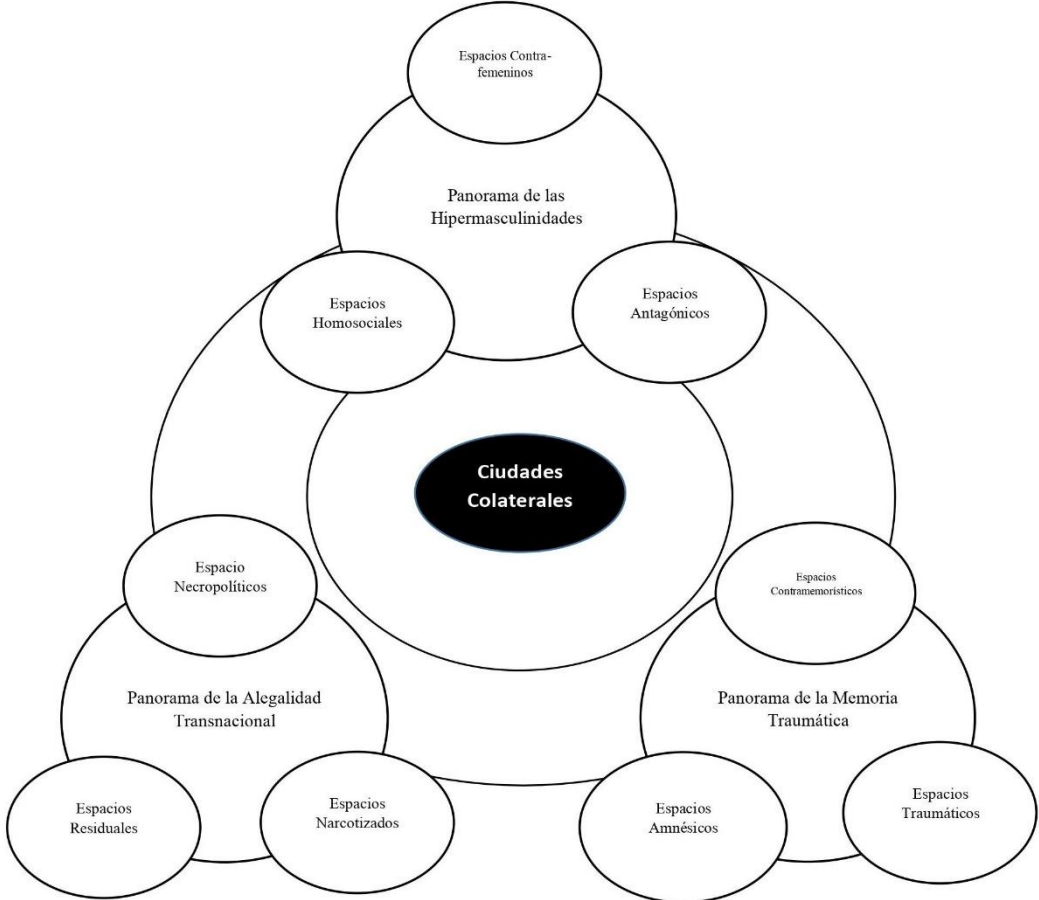 Espacios Contra-
femeninos
Panorama de las
Hipermasculinidades
Espacios
Homosociales
Espacios
Antagónicos
Ciudades
Colaterales
Espacio
Necropolíticos
Espacios
Contramemorísticos
Panorama de la Alegalidad
Transnacional
Panorama de la Memoria
Traumática
Espacios
Residuales
Espacios
Narcotizados
Espacios
Amnésicos
Espacios
Traumáticos